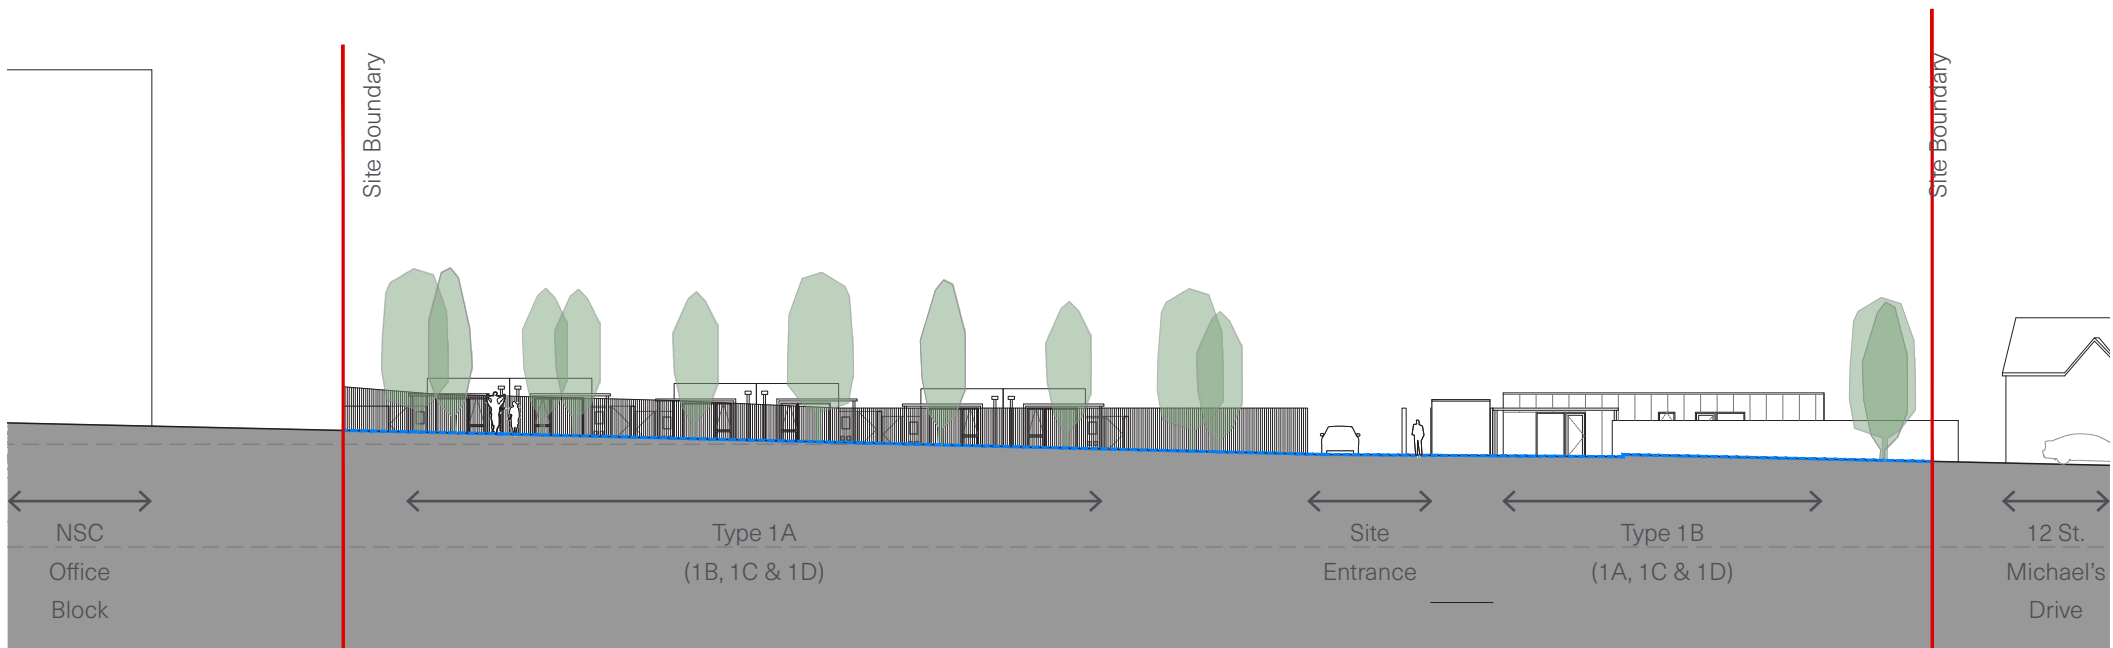 Site Boundary
Site Boundary
NSC
Office
Block
Type 1A
(1B, 1C & 1D)
Site
Entrance
Type 1B
(1A, 1C & 1D)
12 St.
Michael's
Drive